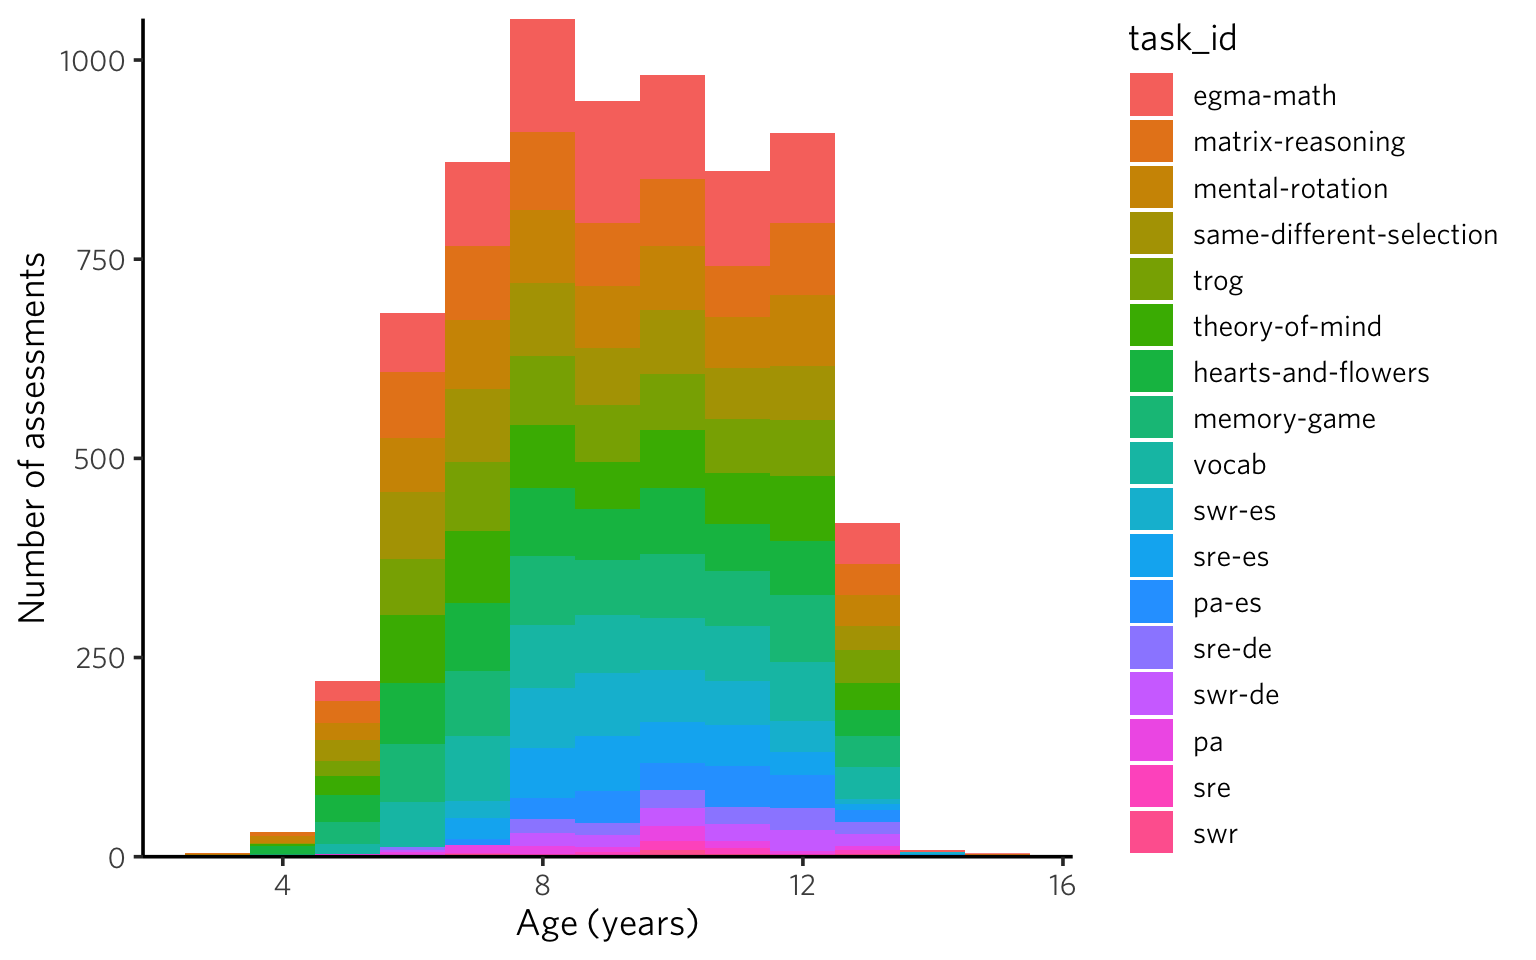 task_id
egma-math
matrix-reasoning
mental-rotation
same-different-selection
trog
theory-of-mind
hearts-and-flowers
memory-game
vocab
swr-es
sre-es
pa-es
sre-de
swr-de
pa
sre
swr
Number of assessments
1000
750
500
250
0
4 8 12 16
Age (years)